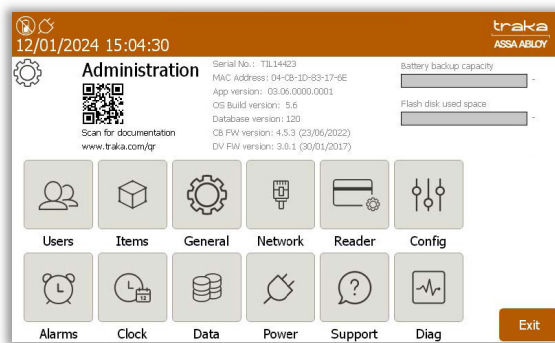 traka
12/01/2024 15:04:30
ASSA ABLOY
Administration
Scan for documentation
www.traka.com/qr
Serial No.: TIL14423
MAC Address: 04-CB-1D-83-17-6E
App version: 03.06.0000.0001
OS Build version: 5.6
Database version: 120
CB FW version: 4.5.3 (23/06/2022)
DV FW version: 3.0.1 (30/01/2017)
Battery backup capacity
-
Flash disk used space
-
Users
Items
General
Network
Reader
Config
Alarms
Clock
12
Data
Power
Support
Diag
Exit